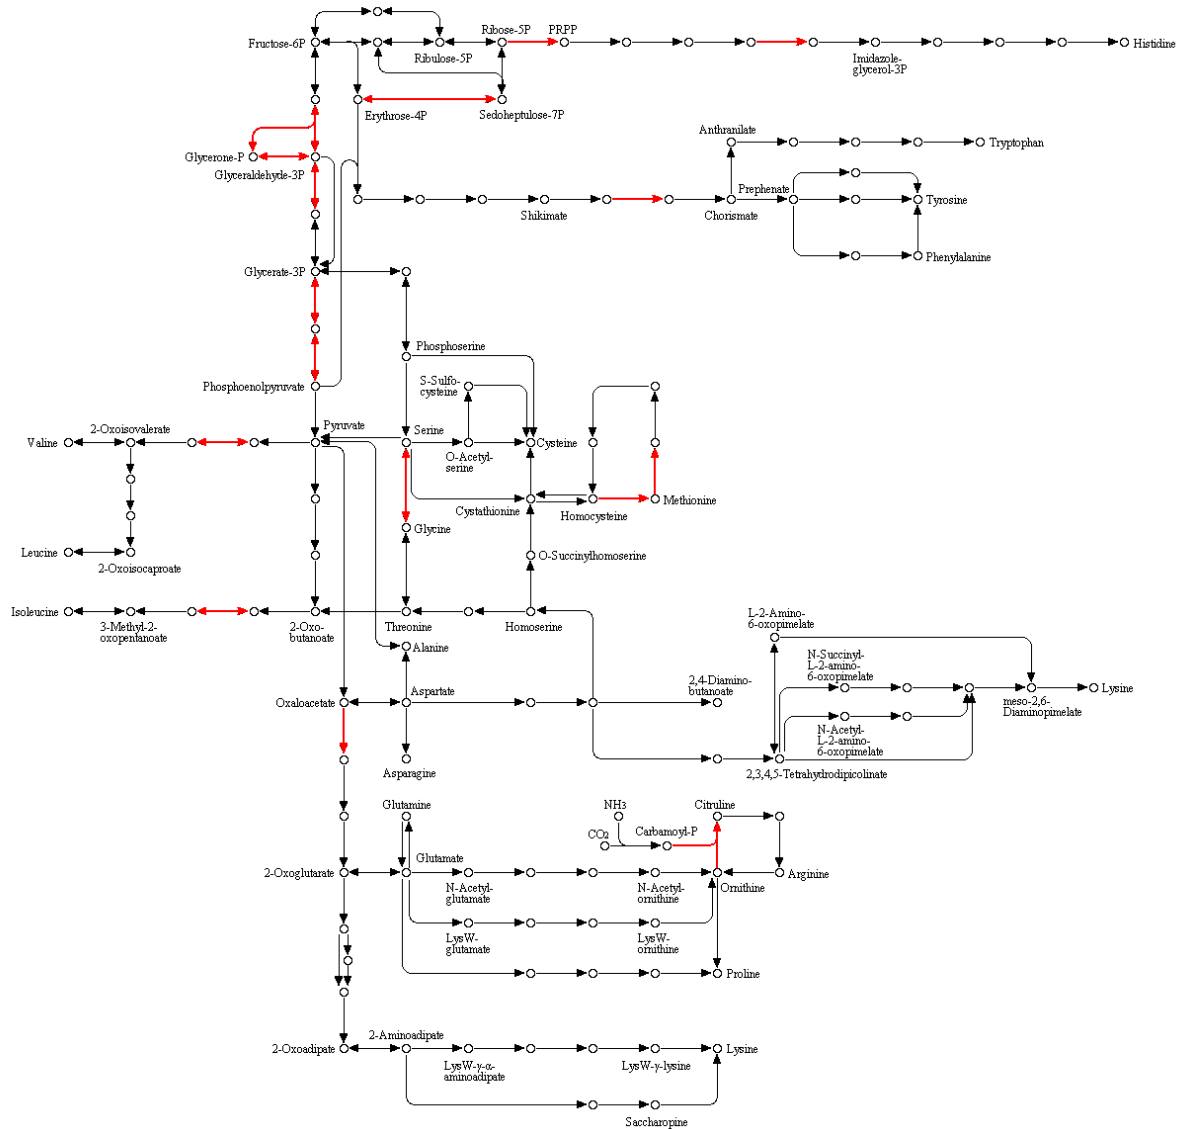 Ribose-5P
PRPP
Fructose-6P
Ribulose-5P
Histidine
Imidazole-
glycerol-3P
Erythrose-4P
Sedoheptulose-7P
Anthranilate
Tryptophan
Glycerone-P
Glyceraldehyde-3P
Prephenate
Shikimate
Chorismate
Tyrosine
Phenylalanine
Glycerate-3P
Phosphoserine
Phosphoenolpyruvate
S-Sulfo-
cysteine
Pyruvate
Serine
Valine
2-Oxoisovalerate
O-Acetyl-
serine
Cysteine
Cystathionine
Homocysteine
Methionine
Glycine
Leucine
2-Oxoisocaproate
O-Succinylhomoserine
Isoleucine
3-Methyl-2-
oxopentanoate
2-Oxo-
butanoate
Threonine
Homoserine
Alanine
L-2-Amino-
6-oxopimelate
N-Succinyl-
L-2-amino-
6-oxopimelate
2,4-Diamino-
butanoate
Oxaloacetate
Aspartate
Lysine
meso-2,6-
Diaminopimelate
N-Acetyl-
L-2-amino-
6-oxopimelate
Asparagine
2,3,4,5-Tetrahydrodipicolinate
Glutamine
NH3
Citruline
CO2
Carbamoyl-P
2-Oxoglutarate
Glutamate
N-Acetyl-
glutamate
N-Acetyl-
ornithine
Ornithine
Arginine
LysW-
glutamate
LysW-
ornithine
Proline
2-Aminoadipate
2-Oxoadipate
LysW-γ-α-
aminoadipate
LysW-γ-lysine
Lysine
Saccharopine